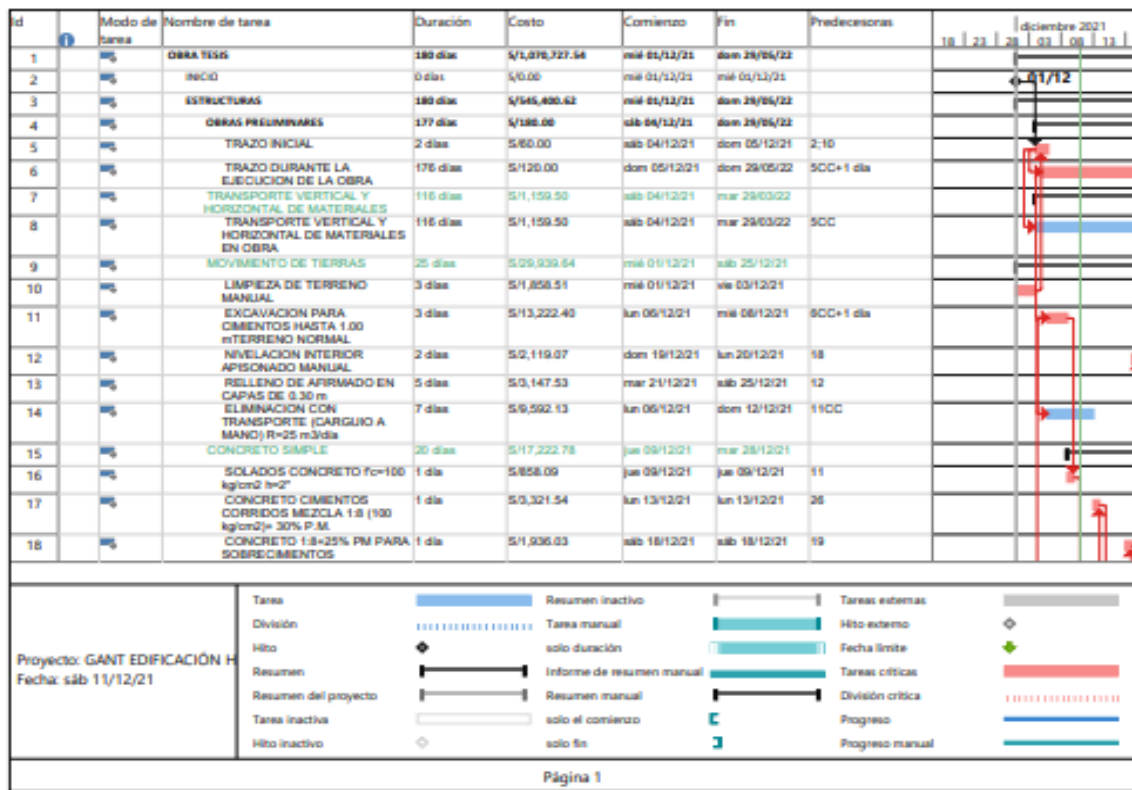 Id Modo de tarea Nombre de tarea Duración Costo Comienzo Fin Predecesoras diciembre 2021
18 23 28 03 08 13
1 OBRA TESIS 180 días S/1,070,727.54 mié 01/12/21 dom 29/05/22
2 INICIO 0 días S/0.00 mié 01/12/21 mié 01/12/21 01/12
3 ESTRUCTURAS 180 días S/545,400.62 mié 01/12/21 dom 29/05/22
4 OBRAS PRELIMINARES 177 días S/180.00 sáb 04/12/21 dom 29/05/22
5 TRAZO INICIAL 2 días S/60.00 sáb 04/12/21 dom 05/12/21 2;10
6 TRAZO DURANTE LA 176 días S/120.00 dom 05/12/21 dom 29/05/22 5CC+1 día
EJECUCION DE LA OBRA
7 TRANSPORTE VERTICAL Y 116 días S/1,159.50 sáb 04/12/21 mar 29/03/22
HORIZONTAL DE MATERIALES
8 TRANSPORTE VERTICAL Y 116 días S/1,159.50 sáb 04/12/21 mar 29/03/22 5CC
HORIZONTAL DE MATERIALES
EN OBRA
9 MOVIMIENTO DE TIERRAS 25 días S/29,939.64 mié 01/12/21 sáb 25/12/21
10 LIMPIEZA DE TERRENO 3 días S/1,858.51 mié 01/12/21 vie 03/12/21
MANUAL
11 EXCAVACION PARA 3 días S/13,222.40 lun 06/12/21 mié 08/12/21 6CC+1 día
CIMIENTOS HASTA 1.00
mTERRENO NORMAL
12 NIVELACION INTERIOR 2 días S/2,119.07 dom 19/12/21 lun 20/12/21 18
APISONADO MANUAL
13 RELLENO DE AFIRMADO EN 5 días S/3,147.53 mar 21/12/21 sáb 25/12/21 12
CAPAS DE 0.30 m
14 ELIMINACION CON 7 días S/9,592.13 lun 06/12/21 dom 12/12/21 11CC
TRANSPORTE (CARGUIO A
MANO) R=25 m3/día
15 CONCRETO SIMPLE 20 días S/17,222.78 jue 09/12/21 mar 28/12/21
16 SOLADOS CONCRETO f'c=100 1 día S/658.09 jue 09/12/21 jue 09/12/21 11
kg/cm2 h=2"
17 CONCRETO CIMIENTOS 1 día S/3,321.54 lun 13/12/21 lun 13/12/21 26
CORRIDOS MEZCLA 1:8 (100
kg/cm2)+ 30% P.M.
18 CONCRETO 1:8+25% PM PARA 1 día S/1,936.03 sáb 18/12/21 sáb 18/12/21 19
SOBRECIMIENTOS
Proyecto: GANT EDIFICACIÓN H
Fecha: sáb 11/12/21
Tarea Resumen inactivo Tareas externas
División Tarea manual Hito externo
Hito solo duración Fecha límite
Resumen Informe de resumen manual Tareas críticas
Resumen del proyecto Resumen manual División crítica
Tarea inactiva solo el comienzo Progreso
Hito inactivo solo fin Progreso manual
Página 1